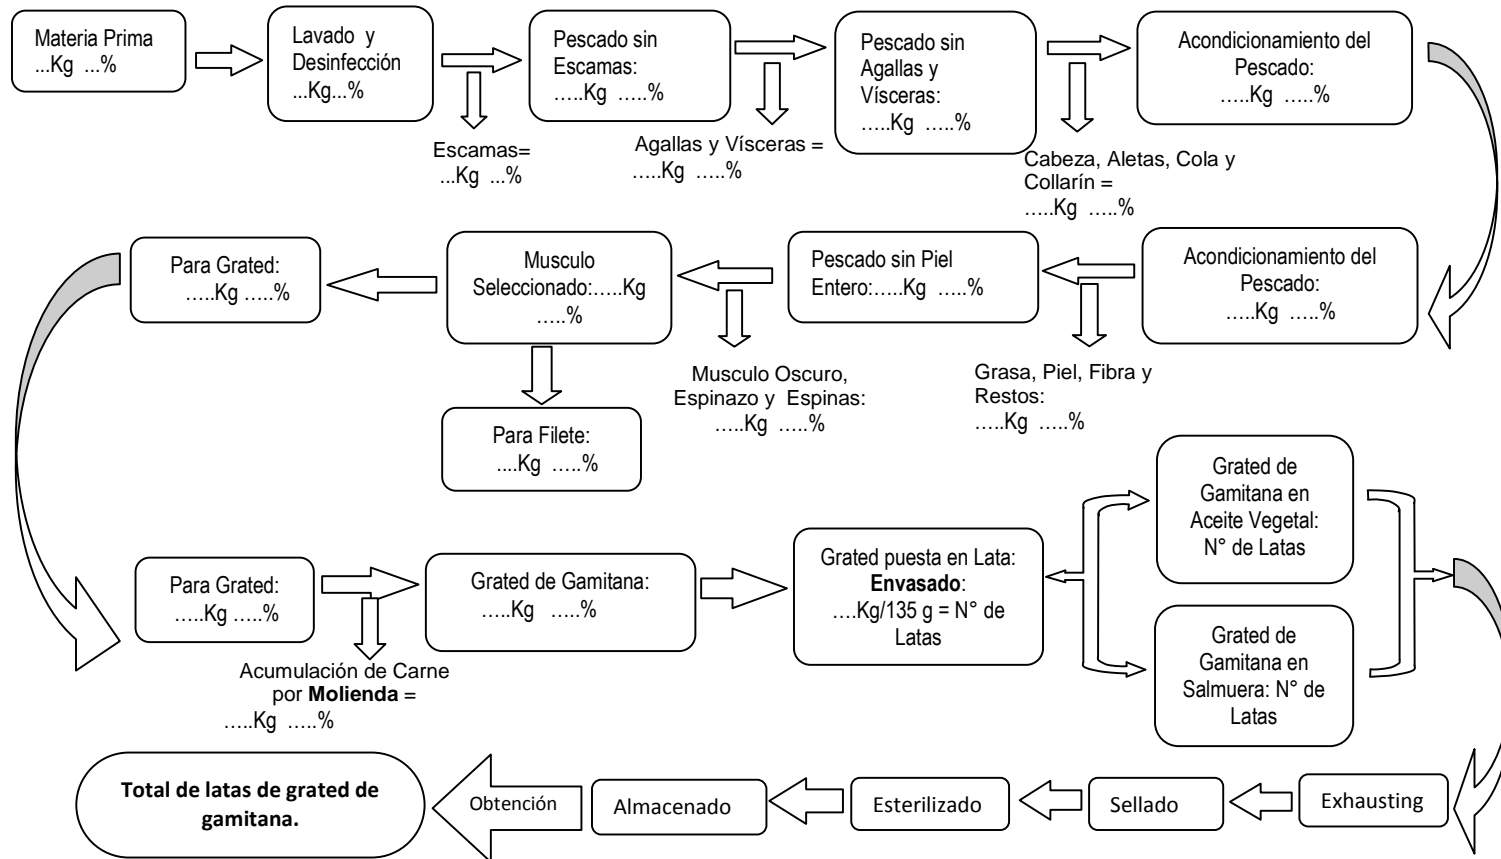 Materia Prima
...Kg ...%
Lavado y
Desinfección
...Kg...%
Pescado sin
Escamas:
…..Kg …..%
Pescado sin
Agallas y
Vísceras:
…..Kg …..%
Acondicionamiento del
Pescado:
…..Kg …..%
Escamas=
...Kg ...%
Agallas y Vísceras =
…..Kg …..%
Cabeza, Aletas, Cola y
Collarín =
…..Kg …..%
Acondicionamiento del
Pescado:
…..Kg …..%
Pescado sin Piel
Entero:…..Kg …..%
Musculo
Seleccionado:…..Kg
…..%
Para Grated:
…..Kg …..%
Grasa, Piel, Fibra y
Restos:
…..Kg …..%
Musculo Oscuro,
Espinazo y Espinas:
…..Kg …..%
Para Filete:
....Kg …..%
Para Grated:
…..Kg …..%
Grated de Gamitana:
…..Kg …..%
Grated puesta en Lata:
Envasado:
….Kg/135 g = N° de
Latas
Grated de
Gamitana en
Aceite Vegetal:
N° de Latas
Grated de
Gamitana en
Salmuera: N° de
Latas
Acumulación de Carne
por Molienda =
…..Kg …..%
Exhausting
Sellado
Esterilizado
Almacenado
Obtención
Total de latas de grated de
gamitana.